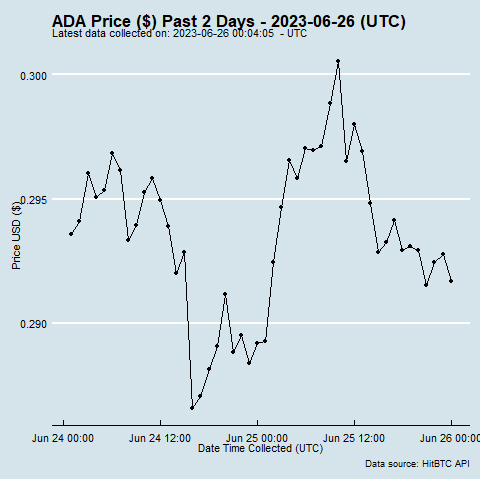 ADA Price ($) Past 2 Days - 2023-06-26 (UTC)
Latest data collected on: 2023-06-26 00:04:05  - UTC
0.300
0.295
0.290
Price USD ($)
Jun 24 00:00 Jun 24 12:00 Jun 25 00:00 Jun 25 12:00 Jun 26 00:00
Date Time Collected (UTC)
Data source: HitBTC API